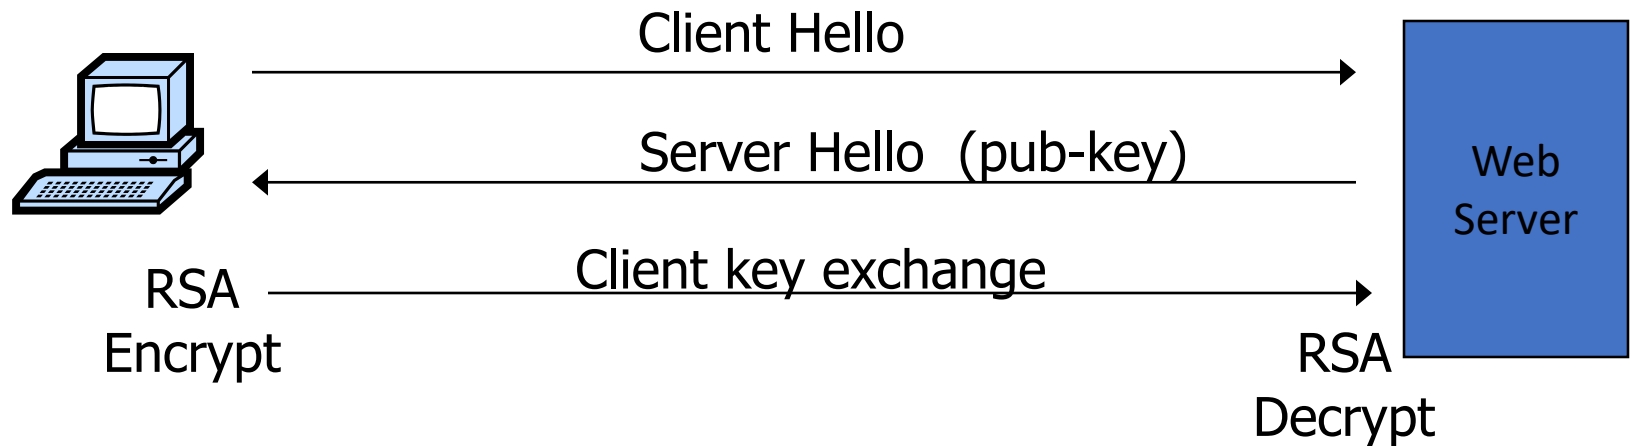 Client Hello
Server Hello (pub-key)
Web
Server
Client key exchange
RSA
Encrypt
RSA
Decrypt